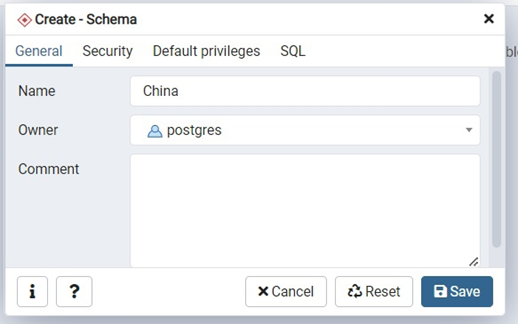 Create - Schema
General Security Default privileges SQL
Name China
Owner postgres
Comment
i ? Cancel Reset Save